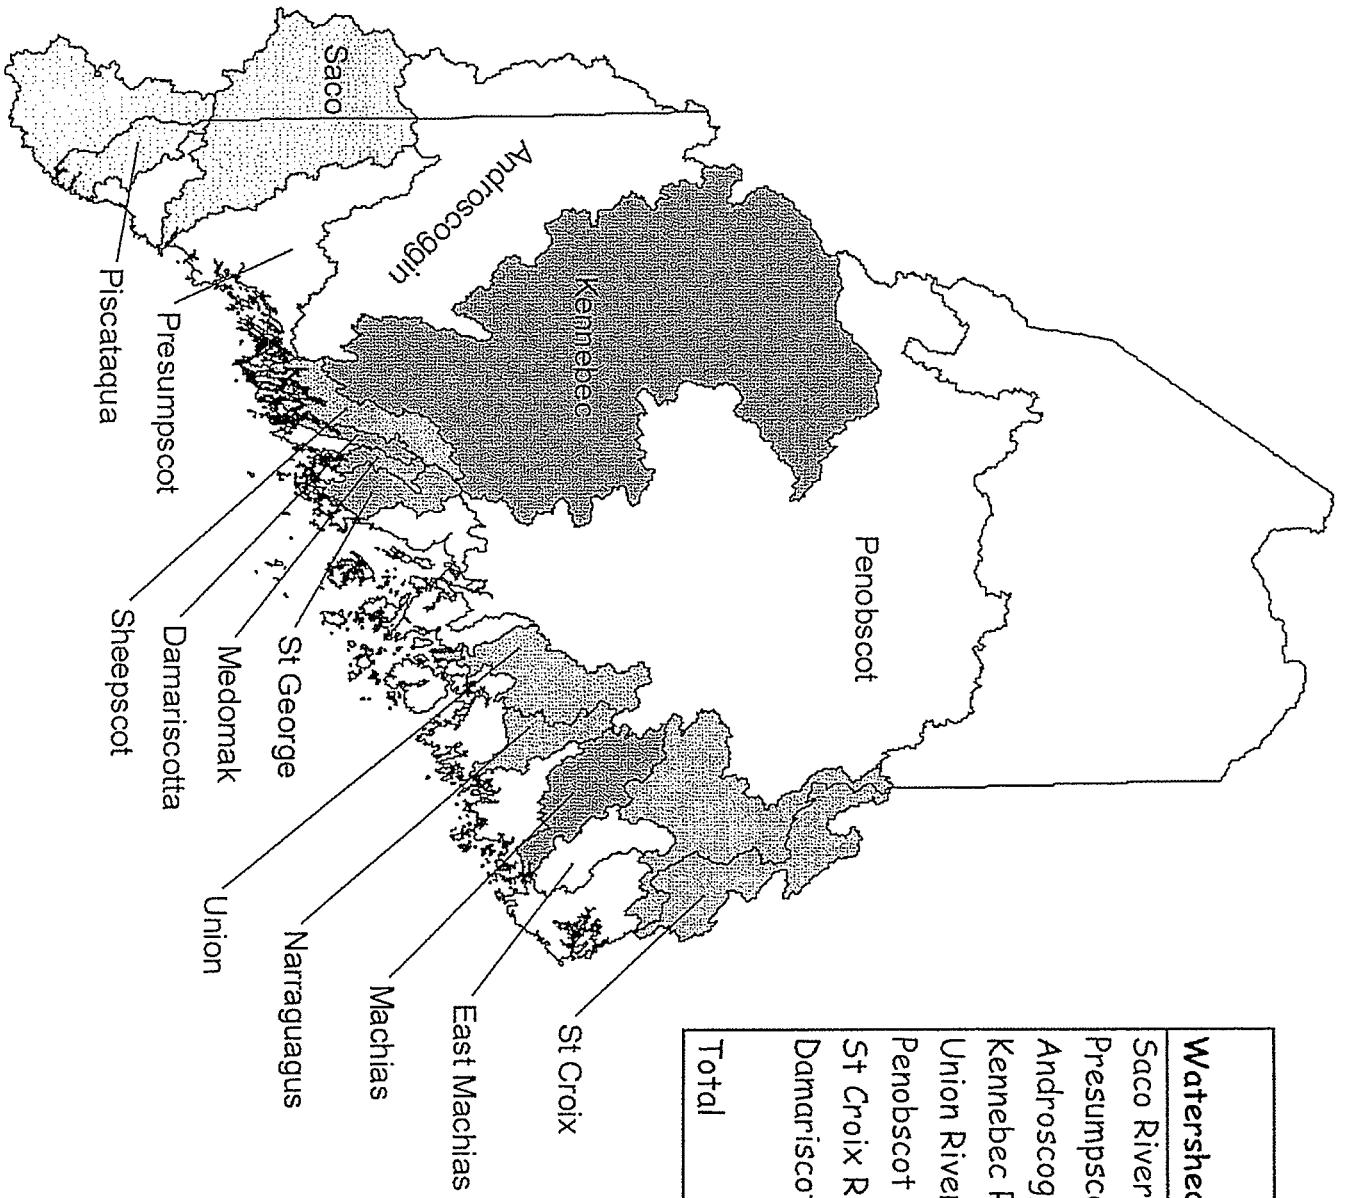 Saco
Androscoggin
Kennebec
Penobscot
Piscataqua
Presumpscot
Sheepscot
Damariscotta
Medomak
St George
Union
Narraguagus
Machias
East Machias
St Croix
Watershed
Saco River
Presumpsc
Androscog
Kennebec
Union River
Penobscot
St Croix R
Damarisco
Total